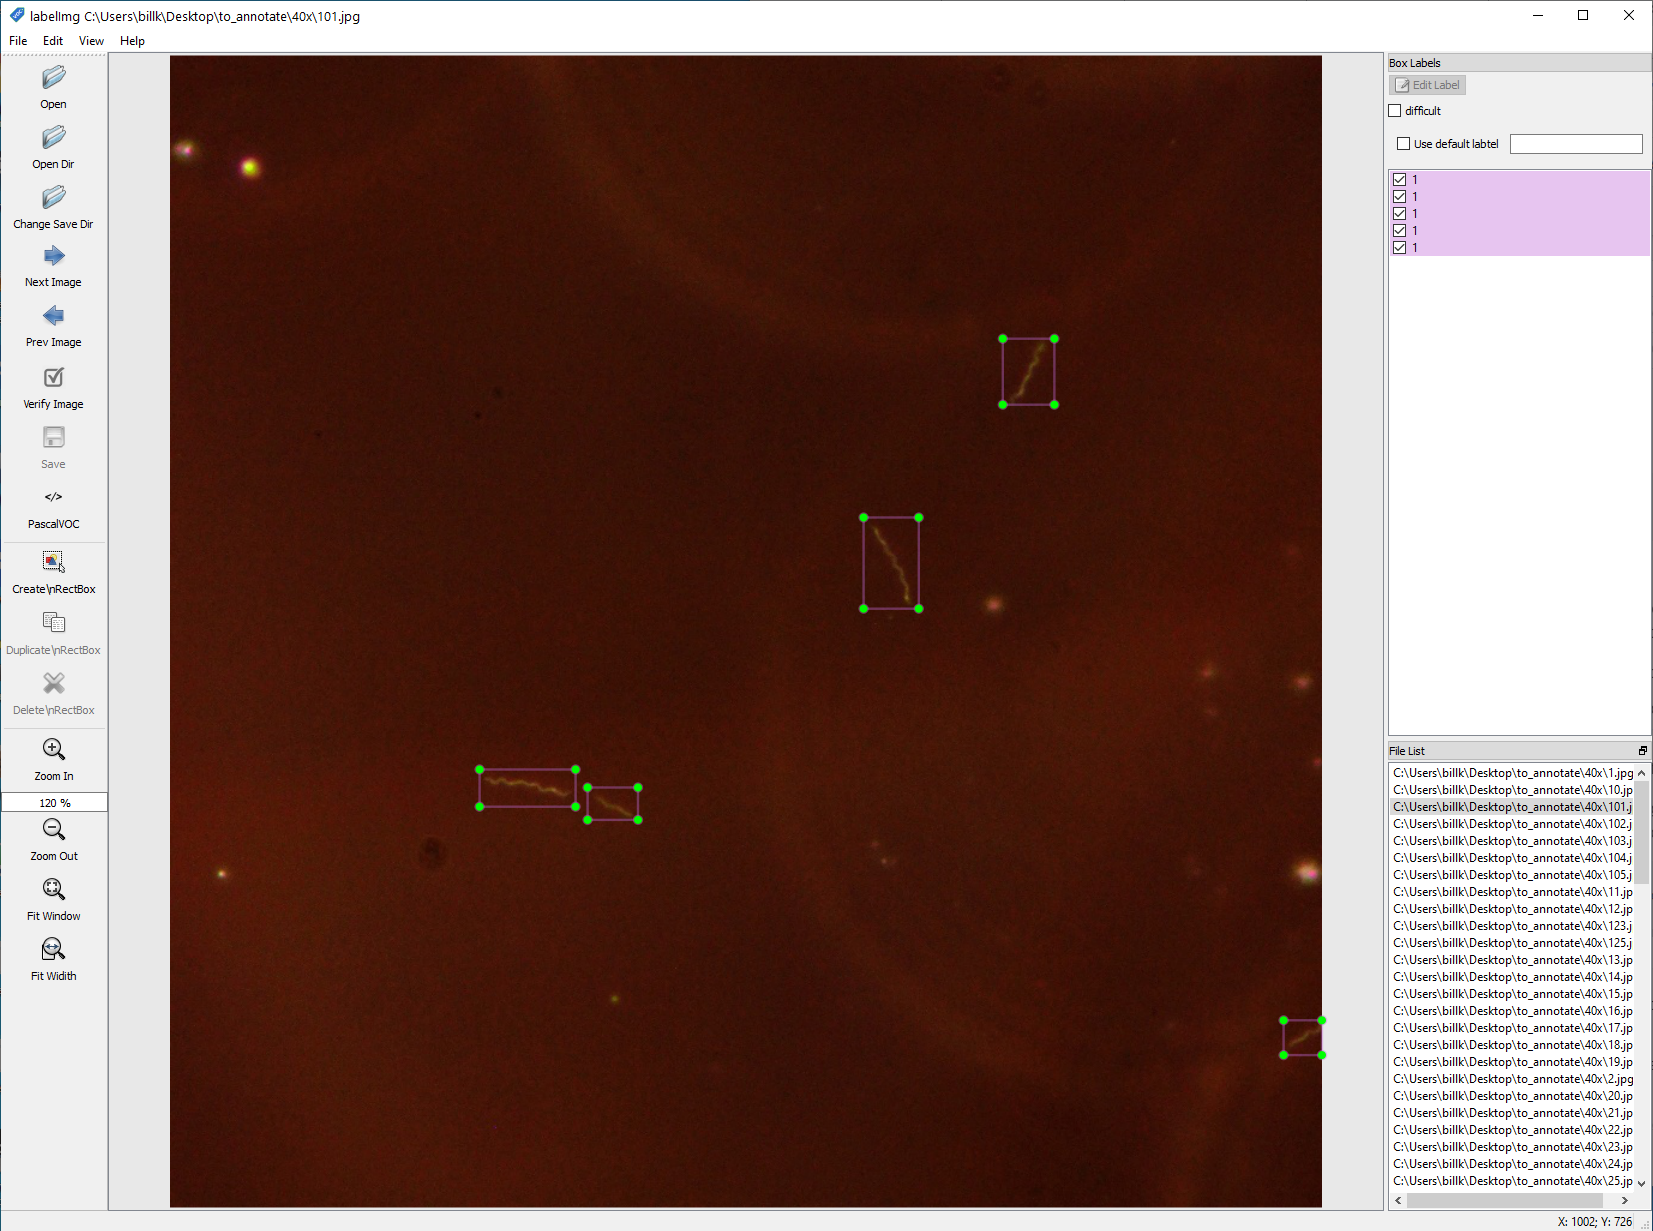 labelImg C:\Users\billk\Desktop\to_annotate\40x\101.jpg
File Edit View Help
Open
Open Dir
Change Save Dir
Next Image
Prev Image
Verify Image
Save
</>
PascalVOC
Create\nRectBox
Duplicate\nRectBox
Delete\nRectBox
Zoom In
120 %
Zoom Out
Fit Window
Fit Width
Box Labels
Edit Label
difficult
Use default labtel
1
1
1
1
1
File List
C:\Users\billk\Desktop\to_annotate\40x\1.jpg
C:\Users\billk\Desktop\to_annotate\40x\10.jp
C:\Users\billk\Desktop\to_annotate\40x\101.j
C:\Users\billk\Desktop\to_annotate\40x\102.j
C:\Users\billk\Desktop\to_annotate\40x\103.j
C:\Users\billk\Desktop\to_annotate\40x\104.j
C:\Users\billk\Desktop\to_annotate\40x\105.j
C:\Users\billk\Desktop\to_annotate\40x\11.jp
C:\Users\billk\Desktop\to_annotate\40x\12.jp
C:\Users\billk\Desktop\to_annotate\40x\123.j
C:\Users\billk\Desktop\to_annotate\40x\125.j
C:\Users\billk\Desktop\to_annotate\40x\13.jp
C:\Users\billk\Desktop\to_annotate\40x\14.jp
C:\Users\billk\Desktop\to_annotate\40x\15.jp
C:\Users\billk\Desktop\to_annotate\40x\16.jp
C:\Users\billk\Desktop\to_annotate\40x\17.jp
C:\Users\billk\Desktop\to_annotate\40x\18.jp
C:\Users\billk\Desktop\to_annotate\40x\19.jp
C:\Users\billk\Desktop\to_annotate\40x\2.jpg
C:\Users\billk\Desktop\to_annotate\40x\20.jp
C:\Users\billk\Desktop\to_annotate\40x\21.jp
C:\Users\billk\Desktop\to_annotate\40x\22.jp
C:\Users\billk\Desktop\to_annotate\40x\23.jp
C:\Users\billk\Desktop\to_annotate\40x\24.jp
C:\Users\billk\Desktop\to_annotate\40x\25.jp
X: 1002; Y: 726